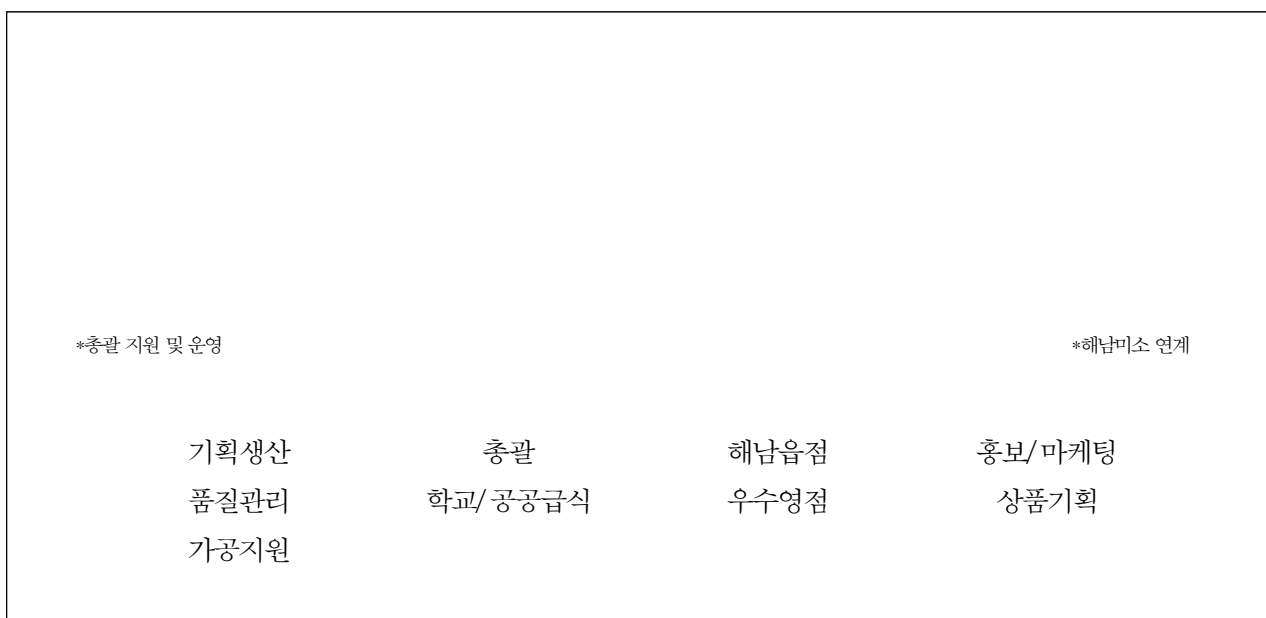 *총괄 지원 및 운영 *해남미소 연계
기획생산 총괄 해남읍점 홍보/마케팅
품질관리 학교/공공급식 우수영점 상품기획
가공지원